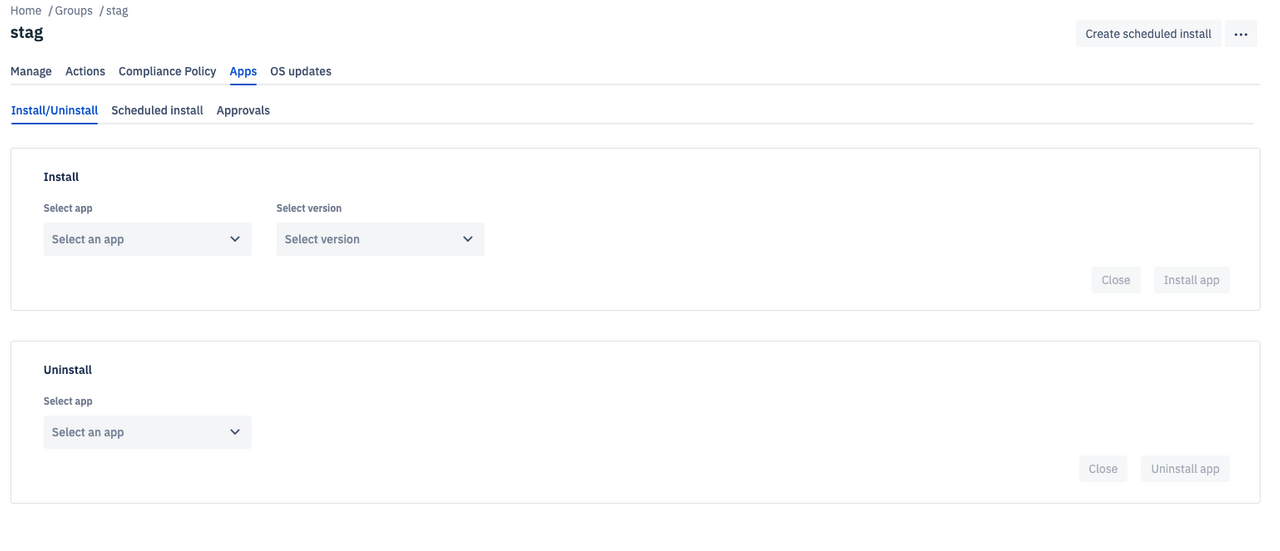 Home / Groups / stag
stag
Create scheduled install
Manage Actions Compliance Policy Apps OS updates
Install/Uninstall Scheduled install Approvals
Install
Select app Select version
Select an app Select version
Close Install app
Uninstall
Select app
Select an app
Close Uninstall app